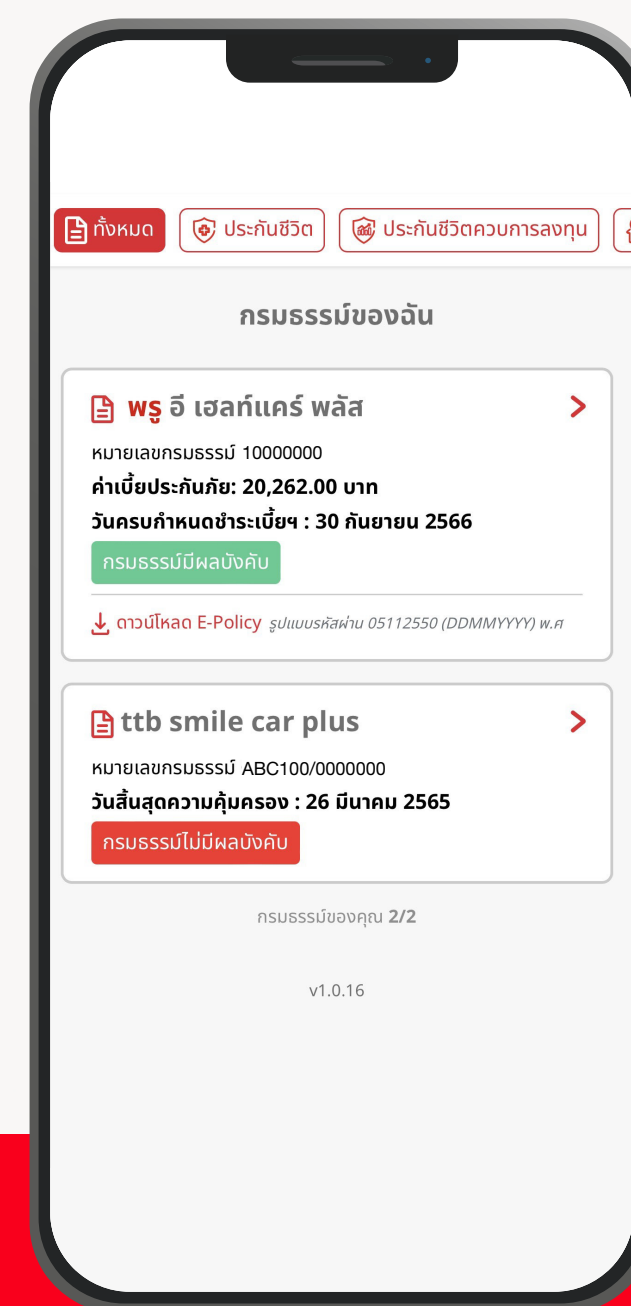 ทั้งหมด
ประกันชีวิต
ประกันชีวิตควบการลงทุน
กรมธรรม์ของฉัน
พรู อี เฮลท์แคร์ พลัส
หมายเลขกรมธรรม์ 10000000
ค่าเบี้ยประกันภัย: 20,262.00 บาท
วันครบกำหนดชำระเบี้ยฯ : 30 กันยายน 2566
กรมธรรม์มีผลบังคับ
ดาวน์โหลด E-Policy รูปแบบรหัสผ่าน 05112550 (DDMMYYYY) พ.ศ
ttb smile car plus
หมายเลขกรมธรรม์ ABC100/0000000
วันสิ้นสุดความคุ้มครอง : 26 มีนาคม 2565
กรมธรรม์ไม่มีผลบังคับ
กรมธรรม์ของคุณ 2/2
v1.0.16